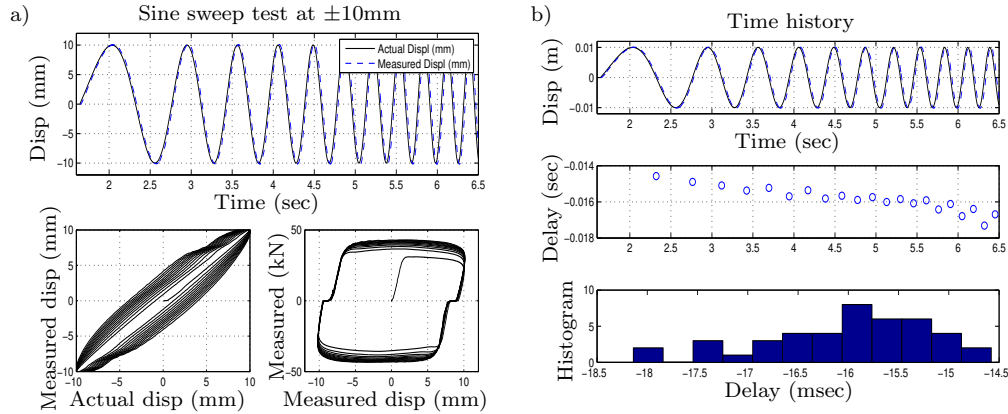 a)
Sine sweep test at ±10mm
Disp (mm)
10
5
0
−5
−10
Actual Displ (mm)
Measured Displ (mm)
2 2.5 3 3.5 4 4.5 5 5.5 6 6.5
Time (sec)
Measured disp (mm)
10
5
0
−5
−10
−10 −5 0 5 10
Actual disp (mm)
Measured (kN)
50
0
−50
−10 −5 0 5 10
Measured disp (mm)
b)
Time history
Disp (m)
0.01
0
−0.01
2 2.5 3 3.5 4 4.5 5 5.5 6 6.5
Time (sec)
Delay (sec)
−0.014
−0.016
−0.018
2 2.5 3 3.5 4 4.5 5 5.5 6 6.5
Histogram
10
5
0
−18.5 −18 −17.5 −17 −16.5 −16 −15.5 −15 −14.5
Delay (msec)